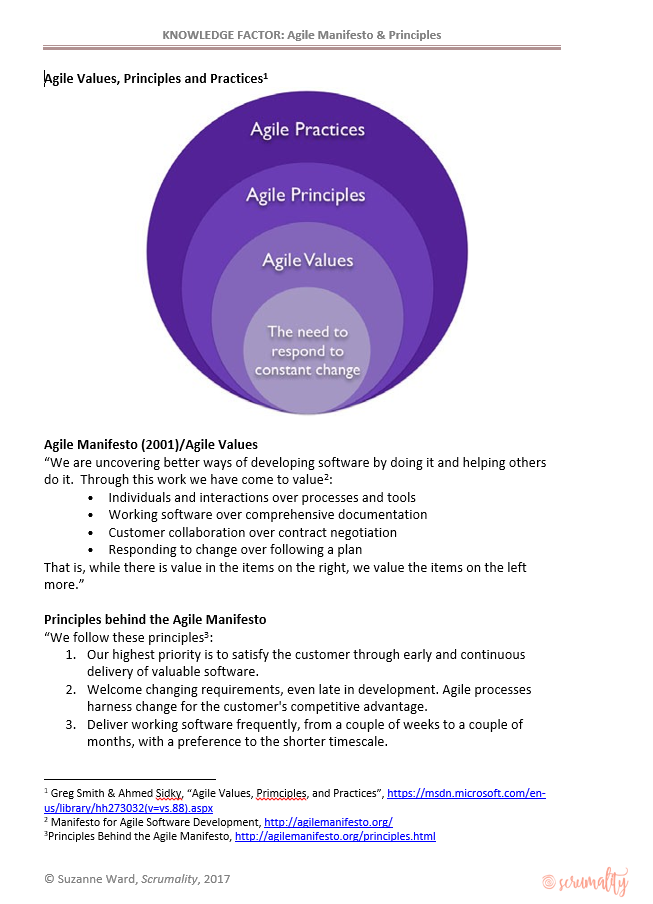 KNOWLEDGE FACTOR: Agile Manifesto & Principles
Agile Values, Principles and Practices¹
Agile Practices
Agile Principles
Agile Values
The need to
respond to
constant change
Agile Manifesto (2001)/Agile Values
“We are uncovering better ways of developing software by doing it and helping others
do it.  Through this work we have come to value²:
• Individuals and interactions over processes and tools
• Working software over comprehensive documentation
• Customer collaboration over contract negotiation
• Responding to change over following a plan
That is, while there is value in the items on the right, we value the items on the left
more.”
Principles behind the Agile Manifesto
“We follow these principles³:
1. Our highest priority is to satisfy the customer through early and continuous
delivery of valuable software.
2. Welcome changing requirements, even late in development. Agile processes
harness change for the customer's competitive advantage.
3. Deliver working software frequently, from a couple of weeks to a couple of
months, with a preference to the shorter timescale.
¹ Greg Smith & Ahmed Sidky, “Agile Values, Primciples, and Practices”, https://msdn.microsoft.com/en-
us/library/hh273032(v=vs.88).aspx
² Manifesto for Agile Software Development, http://agilemanifesto.org/
³Principles Behind the Agile Manifesto, http://agilemanifesto.org/principles.html
© Suzanne Ward, Scrumality, 2017
scrumality